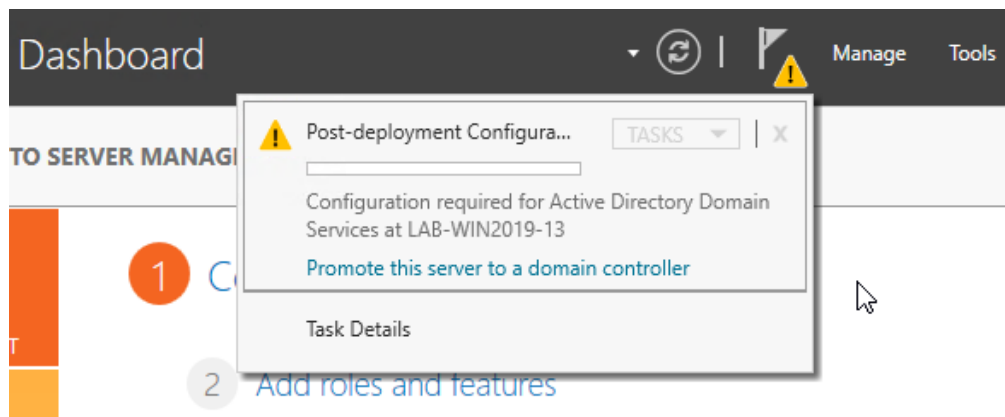 Dashboard
Manage
Tools
Post-deployment Configura...
TASKS
X
TO SERVER MANAG
Configuration required for Active Directory Domain
Services at LAB-WIN2019-13
1
C
Promote this server to a domain controller
T
Task Details
2
Add roles and features